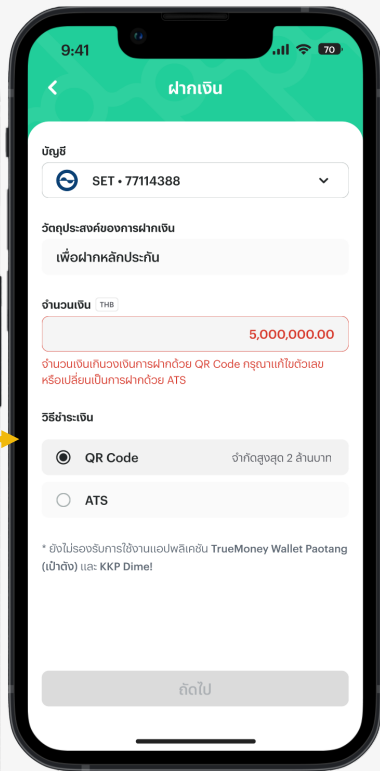 9:41
70
ฝากเงิน
บัญชี
SET • 77114388
วัตถุประสงค์ของการฝากเงิน
เพื่อฝากหลักประกัน
จำนวนเงิน THB
5,000,000.00
จำนวนเงินเกินวงเงินการฝากด้วย QR Code กรุณาแก้ไขตัวเลข
หรือเปลี่ยนเป็นการฝากด้วย ATS
วิธีชำระเงิน
QR Code จำกัดสูงสุด 2 ล้านบาท
ATS
* ยังไม่รองรับการใช้งานแอปพลิเคชัน TrueMoney Wallet Paotang
(เป๋าตัง) และ KKP Dime!
ถัดไป